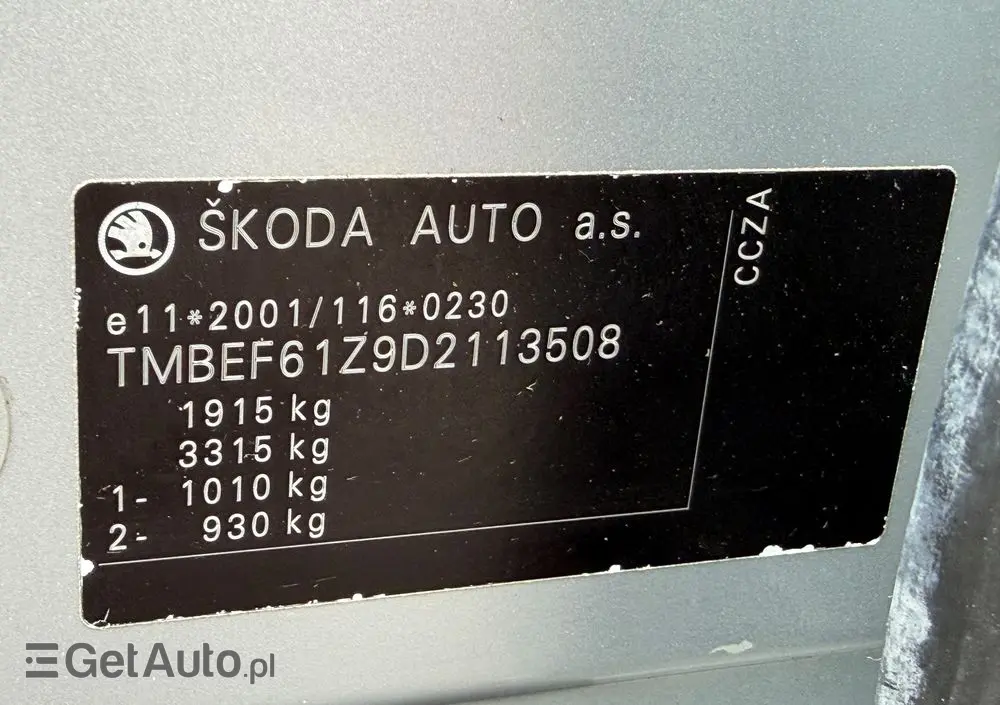 ŠKODA AUTO a.s.
CCZA
e11*2001/116*0230
TMBEF61Z9D2113508
1915 kg
3315 kg
1- 1010 kg
2- 930 kg
GetAuto.pl